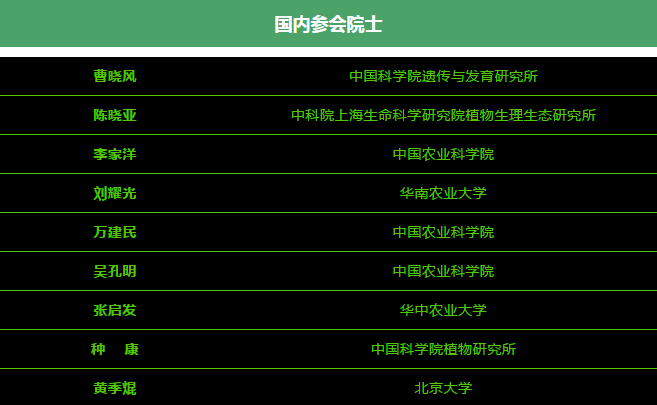 国内参会院士
曹晓风 中国科学院遗传与发育研究所
陈晓亚 中科院上海生命科学研究院植物生理生态研究所
李家洋 中国农业科学院
刘耀光 华南农业大学
万建民 中国农业科学院
吴孔明 中国农业科学院
张启发 华中农业大学
种 康 中国科学院植物研究所
黄季焜 北京大学